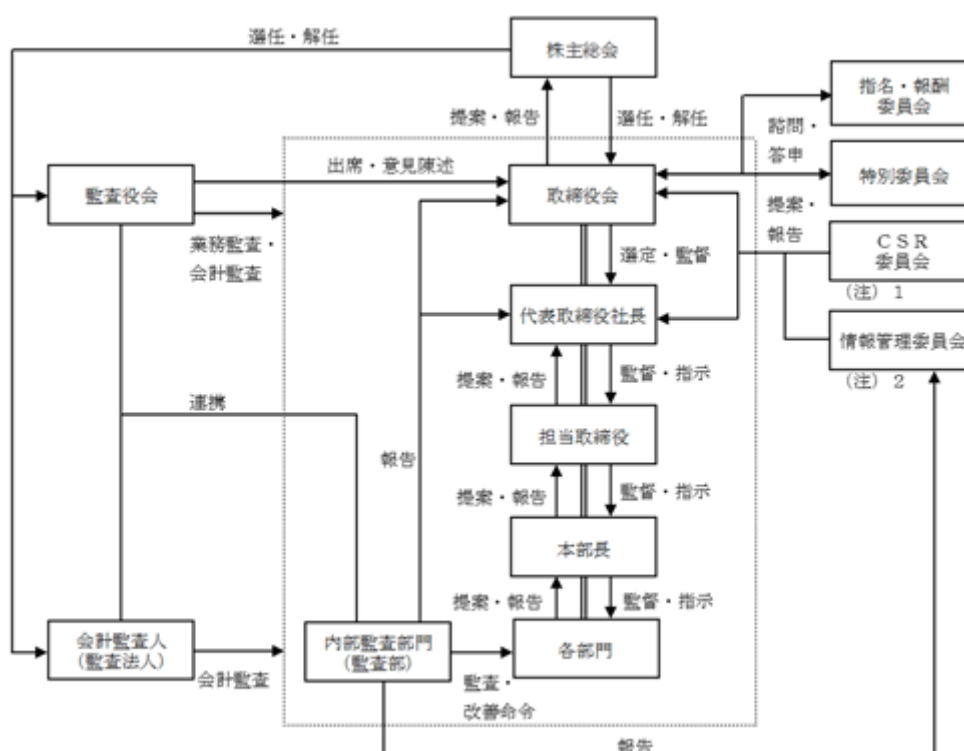 選任・解任
株主総会
指名・報酬
委員会
提案・報告
選任・解任
諮問・
答申
出席・意見陳述
監査役会
取締役会
特別委員会
提案・
報告
業務監査・
会計監査
選定・監督
CSR
委員会
(注) 1
代表取締役社長
情報管理委員会
(注) 2
提案・報告
監督・指示
連携
担当取締役
報告
提案・報告
監督・指示
本部長
提案・報告
監督・指示
会計監査人
(監査法人)
会計監査
内部監査部門
(監査部)
各部門
監査・
改善命令
報告